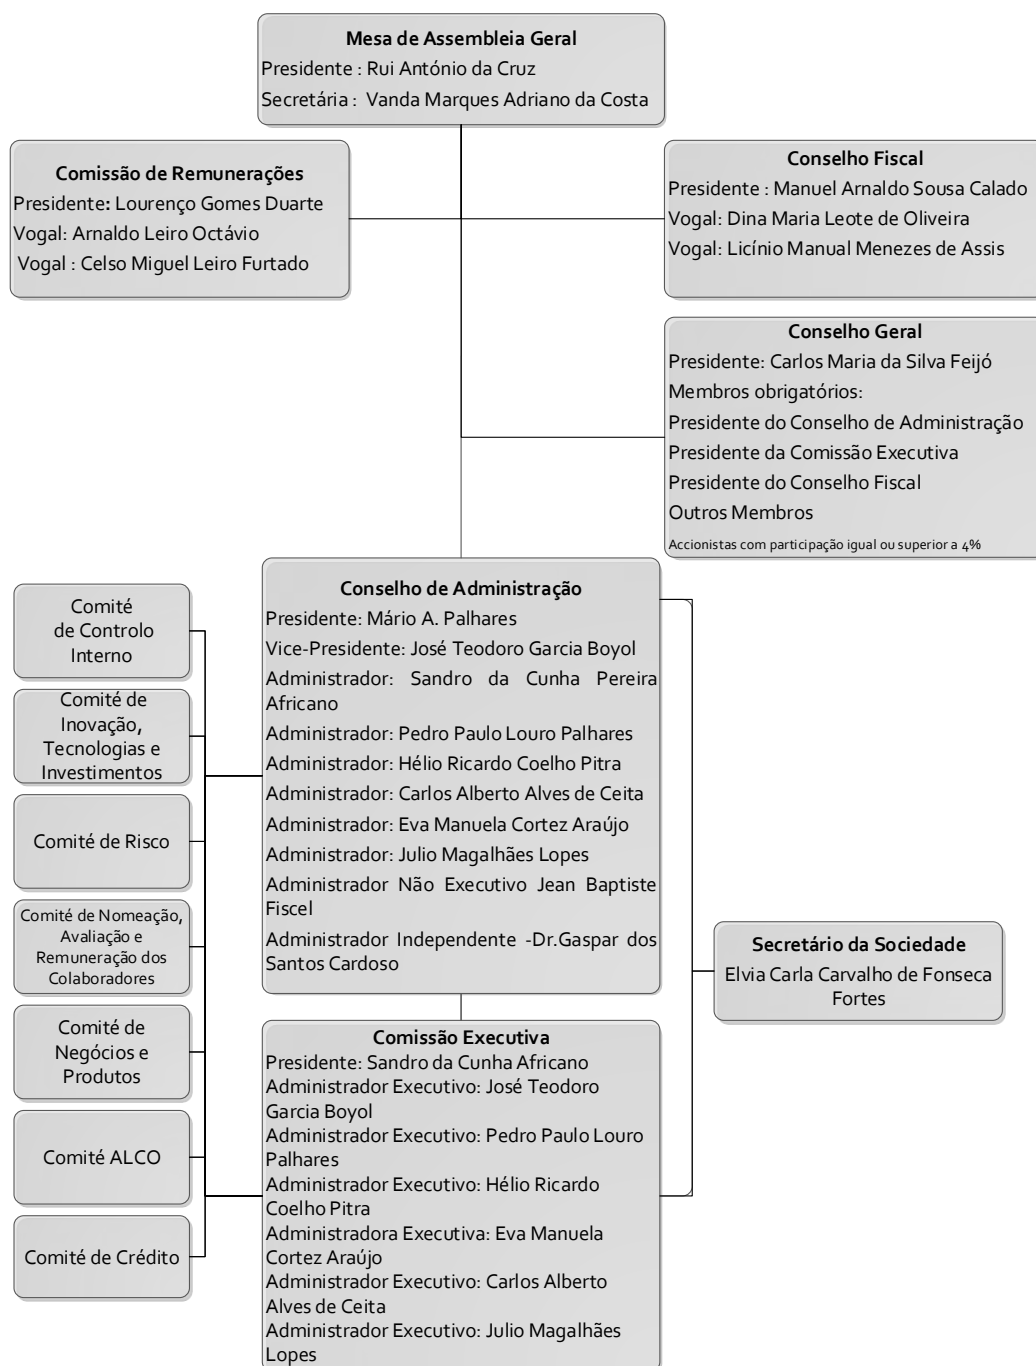 Mesa de Assembleia Geral
Presidente : Rui António da Cruz
Secretária : Vanda Marques Adriano da Costa
Comissão de Remunerações
Presidente: Lourenço Gomes Duarte
Vogal: Arnaldo Leiro Octávio
Vogal : Celso Miguel Leiro Furtado
Conselho Fiscal
Presidente : Manuel Arnaldo Sousa Calado
Vogal: Dina Maria Leote de Oliveira
Vogal: Licínio Manual Menezes de Assis
Conselho Geral
Presidente: Carlos Maria da Silva Feijó
Membros obrigatórios:
Presidente do Conselho de Administração
Presidente da Comissão Executiva
Presidente do Conselho Fiscal
Outros Membros
Accionistas com participação igual ou superior a 4%
Conselho de Administração
Presidente: Mário A. Palhares
Vice-Presidente: José Teodoro Garcia Boyol
Administrador: Sandro da Cunha Pereira
Africano
Administrador: Pedro Paulo Louro Palhares
Administrador: Hélio Ricardo Coelho Pitra
Administrador: Carlos Alberto Alves de Ceita
Administrador: Eva Manuela Cortez Araújo
Administrador: Julio Magalhães Lopes
Administrador Não Executivo Jean Baptiste
Fiscel
Administrador Independente -Dr.Gaspar dos
Santos Cardoso
Comité
de Controlo
Interno
Comité de
Inovação,
Tecnologias e
Investimentos
Comité de Risco
Comité de Nomeação,
Avaliação e
Remuneração dos
Colaboradores
Comité de
Negócios e
Produtos
Comité ALCO
Comité de Crédito
Secretário da Sociedade
Elvia Carla Carvalho de Fonseca
Fortes
Comissão Executiva
Presidente: Sandro da Cunha Africano
Administrador Executivo: José Teodoro
Garcia Boyol
Administrador Executivo: Pedro Paulo Louro
Palhares
Administrador Executivo: Hélio Ricardo
Coelho Pitra
Administradora Executiva: Eva Manuela
Cortez Araújo
Administrador Executivo: Carlos Alberto
Alves de Ceita
Administrador Executivo: Julio Magalhães
Lopes